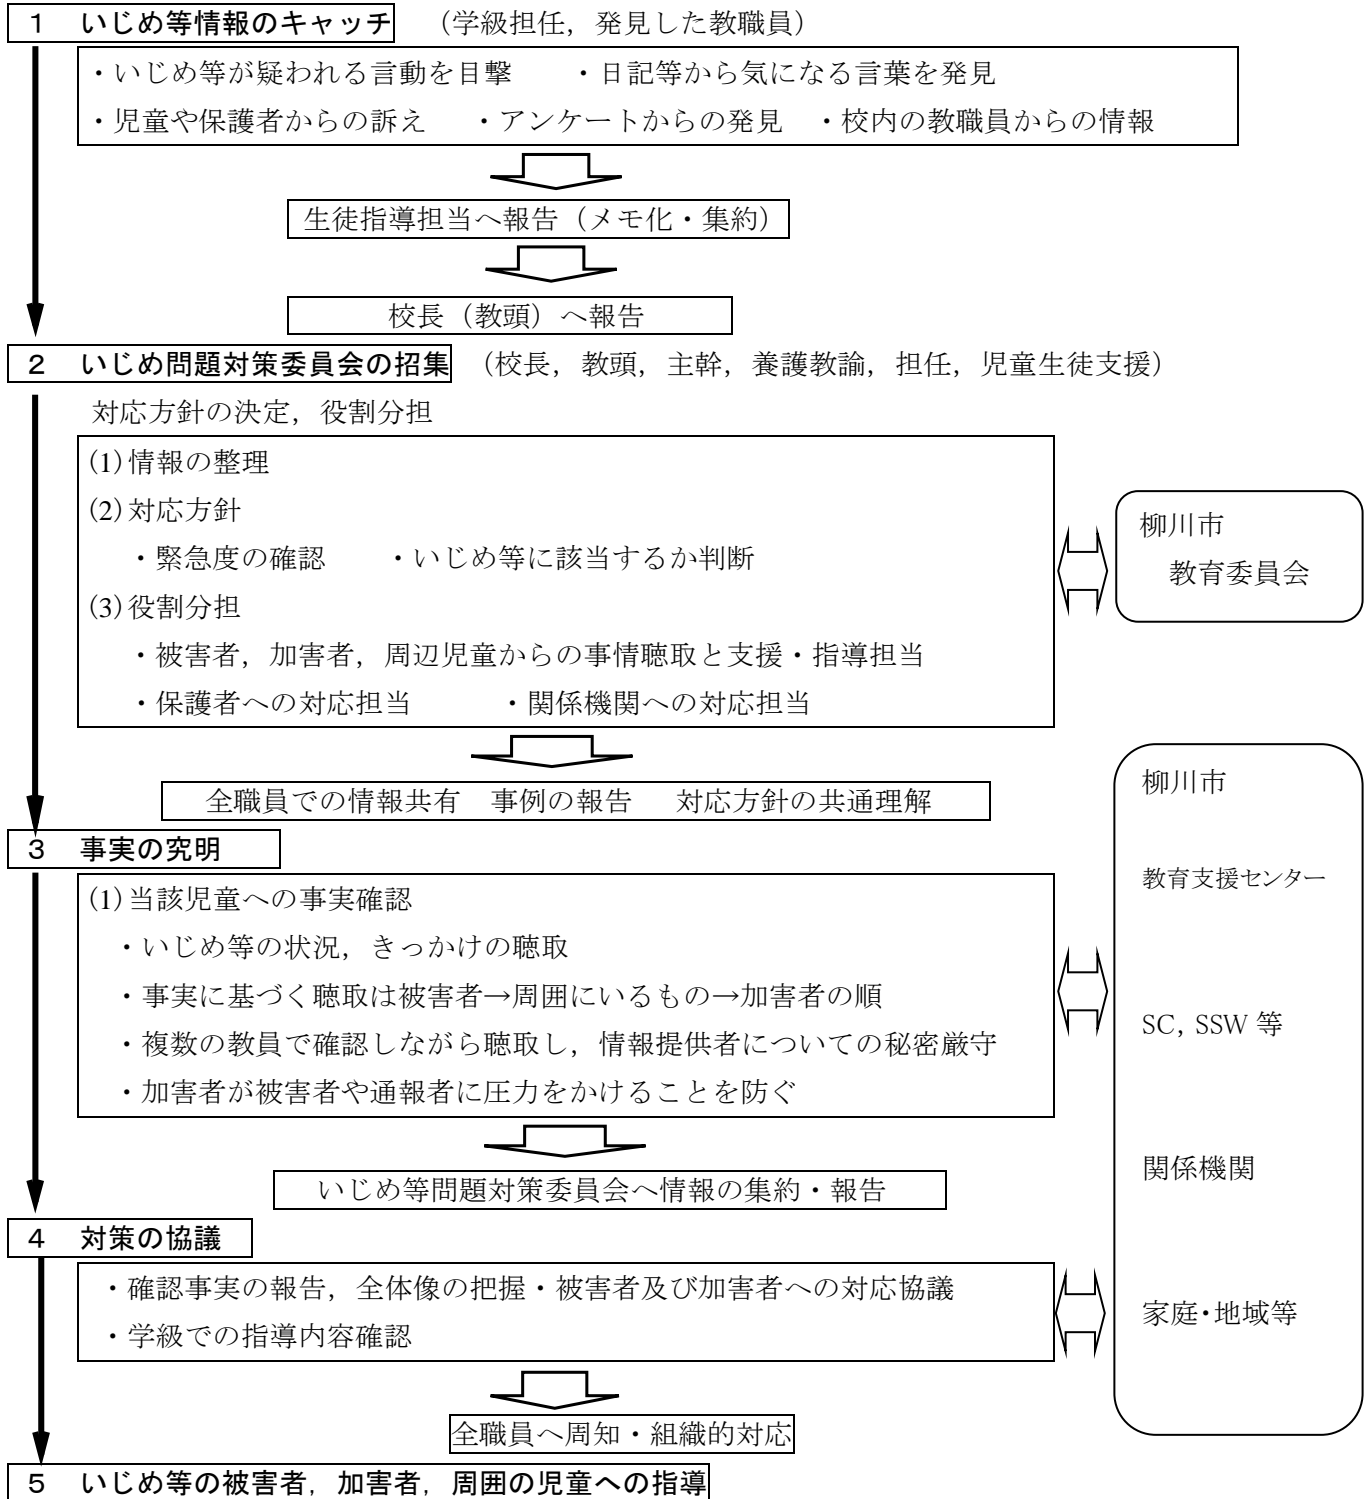 １　いじめ等情報のキャッチ　（学級担任，発見した教職員）
・いじめ等が疑われる言動を目撃　　・日記等から気になる言葉を発見
・児童や保護者からの訴え　・アンケートからの発見　・校内の教職員からの情報
生徒指導担当へ報告（メモ化・集約）
校長（教頭）へ報告
２　いじめ問題対策委員会の招集　（校長，教頭，主幹，養護教諭，担任，児童生徒支援）
対応方針の決定，役割分担
(1)情報の整理
(2)対応方針
・緊急度の確認　　・いじめ等に該当するか判断
(3)役割分担
・被害者，加害者，周辺児童からの事情聴取と支援・指導担当
・保護者への対応担当　　　・関係機関への対応担当
柳川市
教育委員会
全職員での情報共有　事例の報告　対応方針の共通理解
３　事実の究明
(1)当該児童への事実確認
・いじめ等の状況，きっかけの聴取
・事実に基づく聴取は被害者→周囲にいるもの→加害者の順
・複数の教員で確認しながら聴取し，情報提供者についての秘密厳守
・加害者が被害者や通報者に圧力をかけることを防ぐ
いじめ等問題対策委員会へ情報の集約・報告
４　対策の協議
・確認事実の報告，全体像の把握・被害者及び加害者への対応協議
・学級での指導内容確認
柳川市
教育支援センター
SC, SSW 等
関係機関
家庭・地域等
全職員へ周知・組織的対応
５　いじめ等の被害者，加害者，周囲の児童への指導